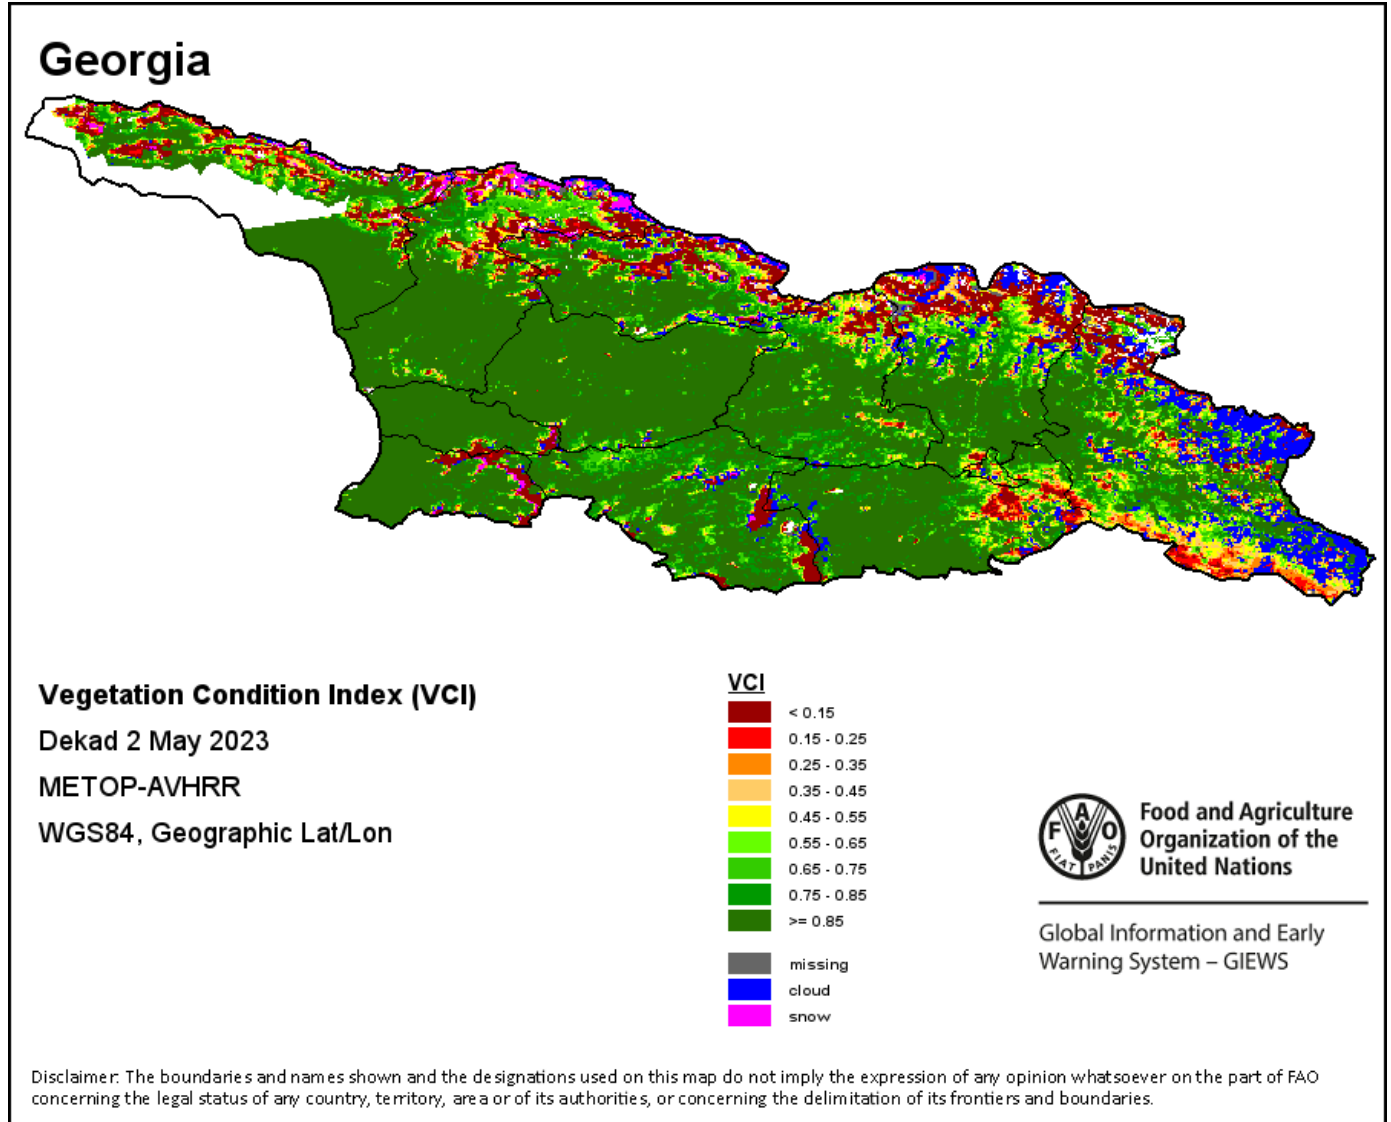 Georgia
Vegetation Condition Index (VCI)
Dekad 2 May 2023
METOP-AVHRR
WGS84, Geographic Lat/Lon
VCI
< 0.15
0.15 - 0.25
0.25 - 0.35
0.35 - 0.45
0.45 - 0.55
0.55 - 0.65
0.65 - 0.75
0.75 - 0.85
>= 0.85
missing
cloud
snow
F A O
FIAT PANIS
Food and Agriculture
Organization of the
United Nations
Global Information and Early
Warning System – GIEWS
Disclaimer: The boundaries and names shown and the designations used on this map do not imply the expression of any opinion whatsoever on the part of FAO
concerning the legal status of any country, territory, area or of its authorities, or concerning the delimitation of its frontiers and boundaries.